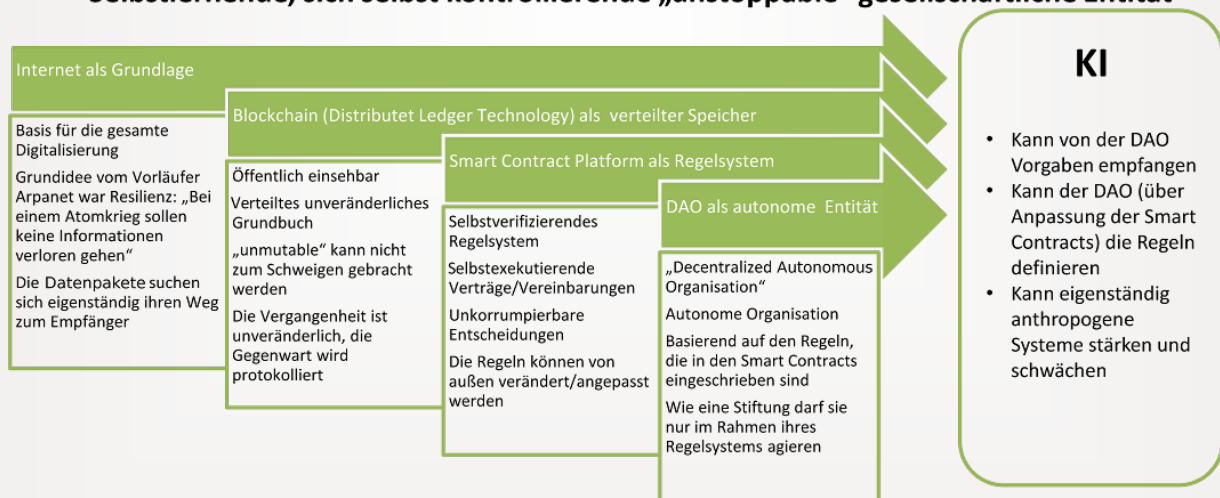 Selbstlernende, sich selbst kontrollierende „unstoppable“ gesellschaftliche Entität
Internet als Grundlage
Basis für die gesamte
Digitalisierung
Grundidee vom Vorläufer
Arpanet war Resilienz: „Bei
einem Atomkrieg sollen
keine Informationen
verloren gehen“
Die Datenpakete suchen
sich eigenständig ihren Weg
zum Empfänger
Blockchain (Distributet Ledger Technology) als verteilter Speicher
Öffentlich einsehbar
Verteiltes unveränderliches
Grundbuch
„unmutable“ kann nicht
zum Schweigen gebracht
werden
Die Vergangenheit ist
unveränderlich, die
Gegenwart wird
protokolliert
Smart Contract Platform als Regelsystem
Selbstverifizierendes
Regelsystem
Selbstexekutierende
Verträge/Vereinbarungen
Unkorrumpierbare
Entscheidungen
Die Regeln können von
außen verändert/angepasst
werden
DAO als autonome Entität
„Decentralized Autonomous
Organisation“
Autonome Organisation
Basierend auf den Regeln,
die in den Smart Contracts
eingeschrieben sind
Wie eine Stiftung darf sie
nur im Rahmen ihres
Regelsystems agieren
KI
• Kann von der DAO
Vorgaben empfangen
• Kann der DAO (über
Anpassung der Smart
Contracts) die Regeln
definieren
• Kann eigenständig
anthropogene
Systeme stärken und
schwächen